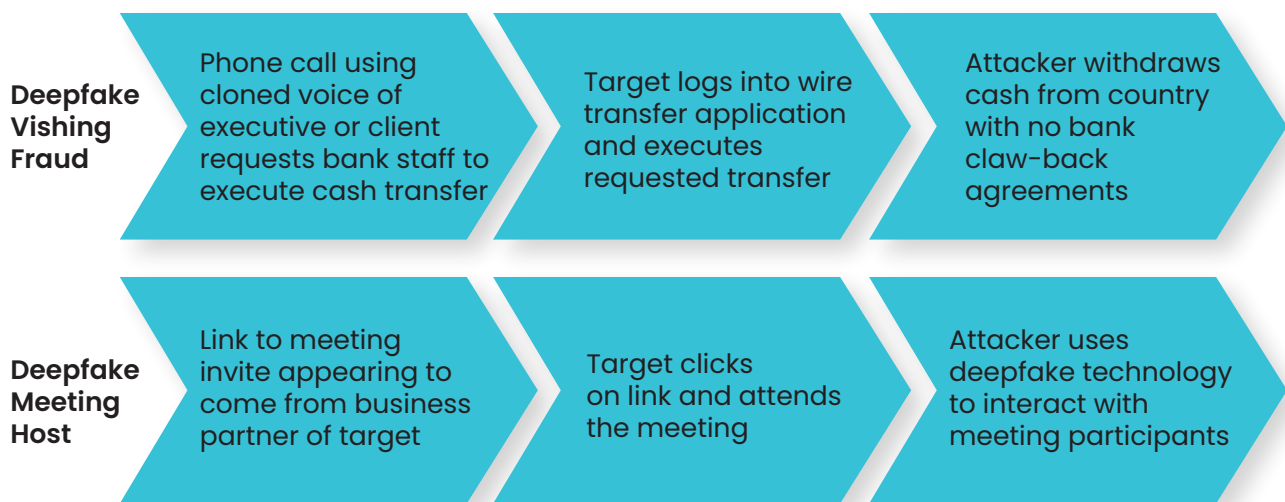 Deepfake
Vishing
Fraud
Phone call using
cloned voice of
executive or client
requests bank staff to
execute cash transfer
Target logs into wire
transfer application
and executes
requested transfer
Attacker withdraws
cash from country
with no bank
claw-back
agreements
Deepfake
Meeting
Host
Link to meeting
invite appearing to
come from business
partner of target
Target clicks
on link and attends
the meeting
Attacker uses
deepfake technology
to interact with
meeting participants